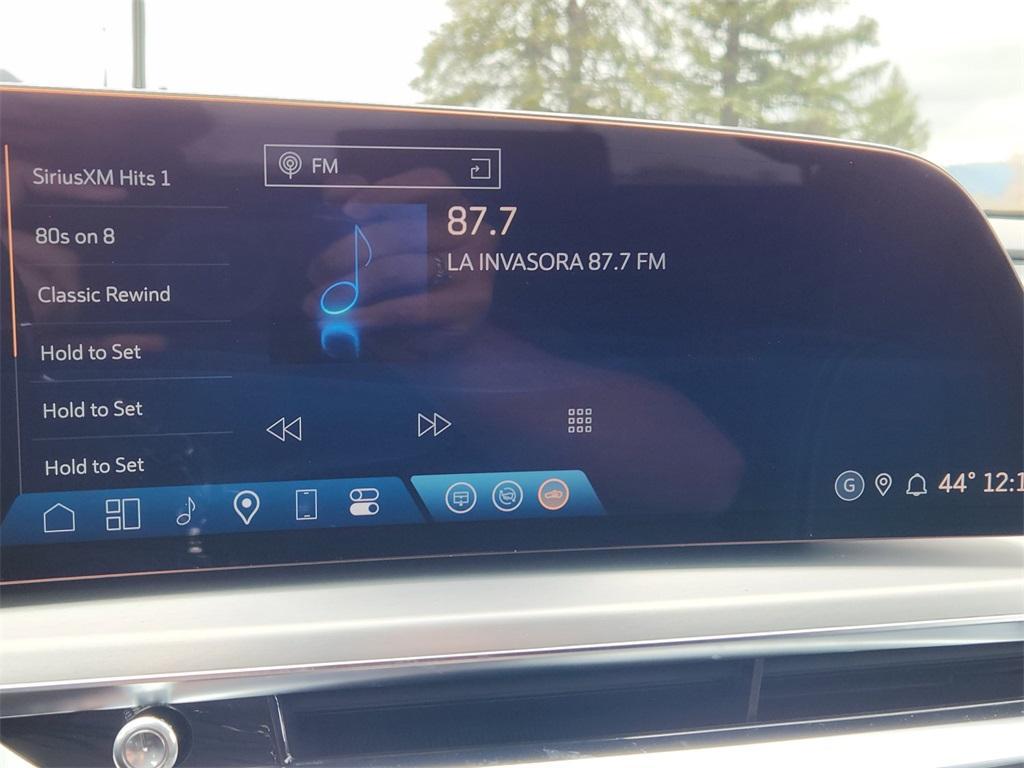 SiriusXM Hits 1
80s on 8
Classic Rewind
Hold to Set
Hold to Set
Hold to Set
FM
87.7
LA INVASORA 87.7 FM
G
44°